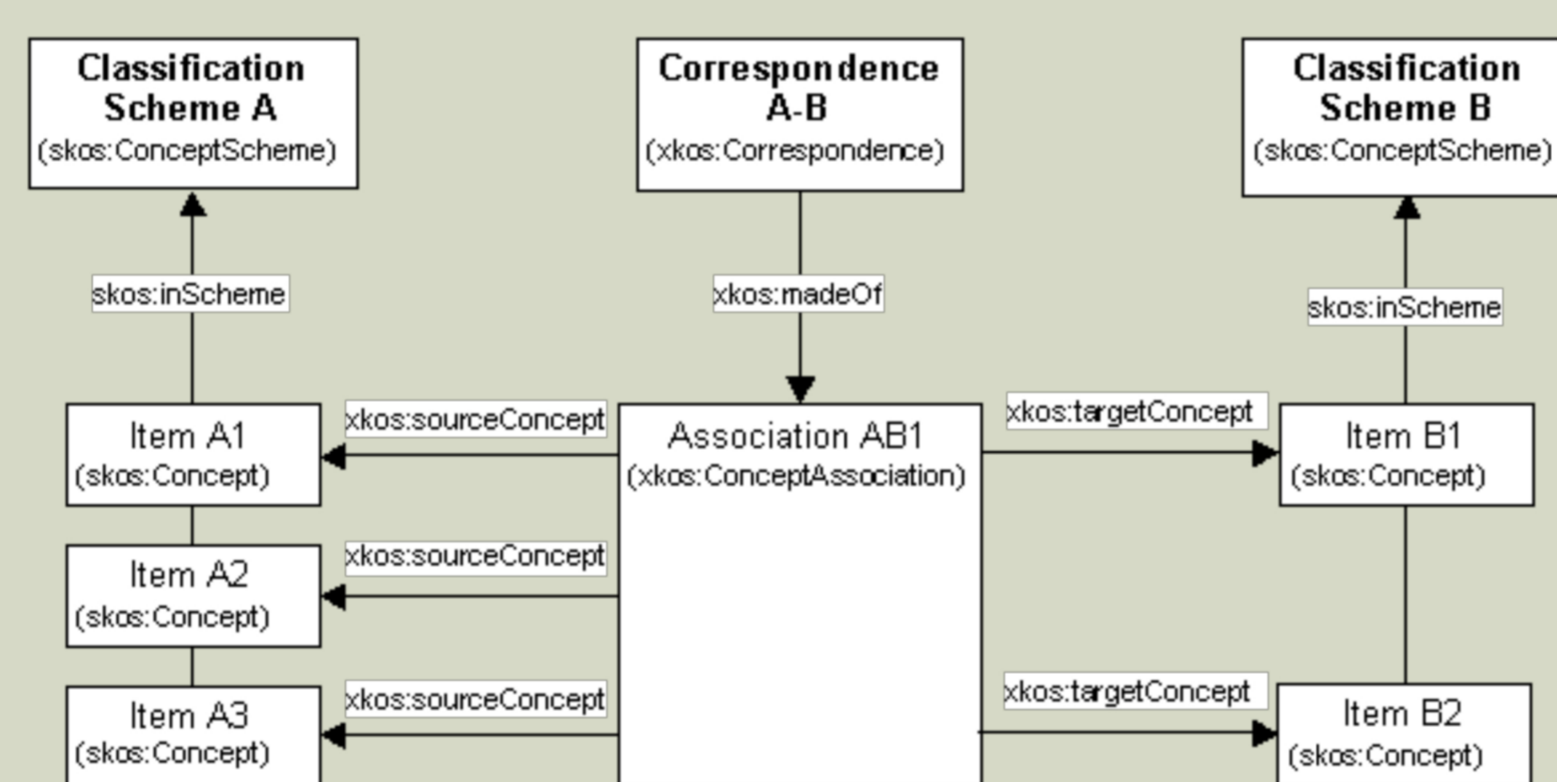 Classification
Scheme A
(skos:ConceptScheme)
Correspondence
A-B
(xkos:Correspondence)
Classification
Scheme B
(skos:ConceptScheme)
skos:inScheme
xkos:madeOf
skos:inScheme
Item A1
(skos:Concept)
xkos:sourceConcept
Association AB1
(xkos:ConceptAssociation)
xkos:targetConcept
Item B1
(skos:Concept)
Item A2
(skos:Concept)
xkos:sourceConcept
Item A3
(skos:Concept)
xkos:sourceConcept
xkos:targetConcept
Item B2
(skos:Concept)